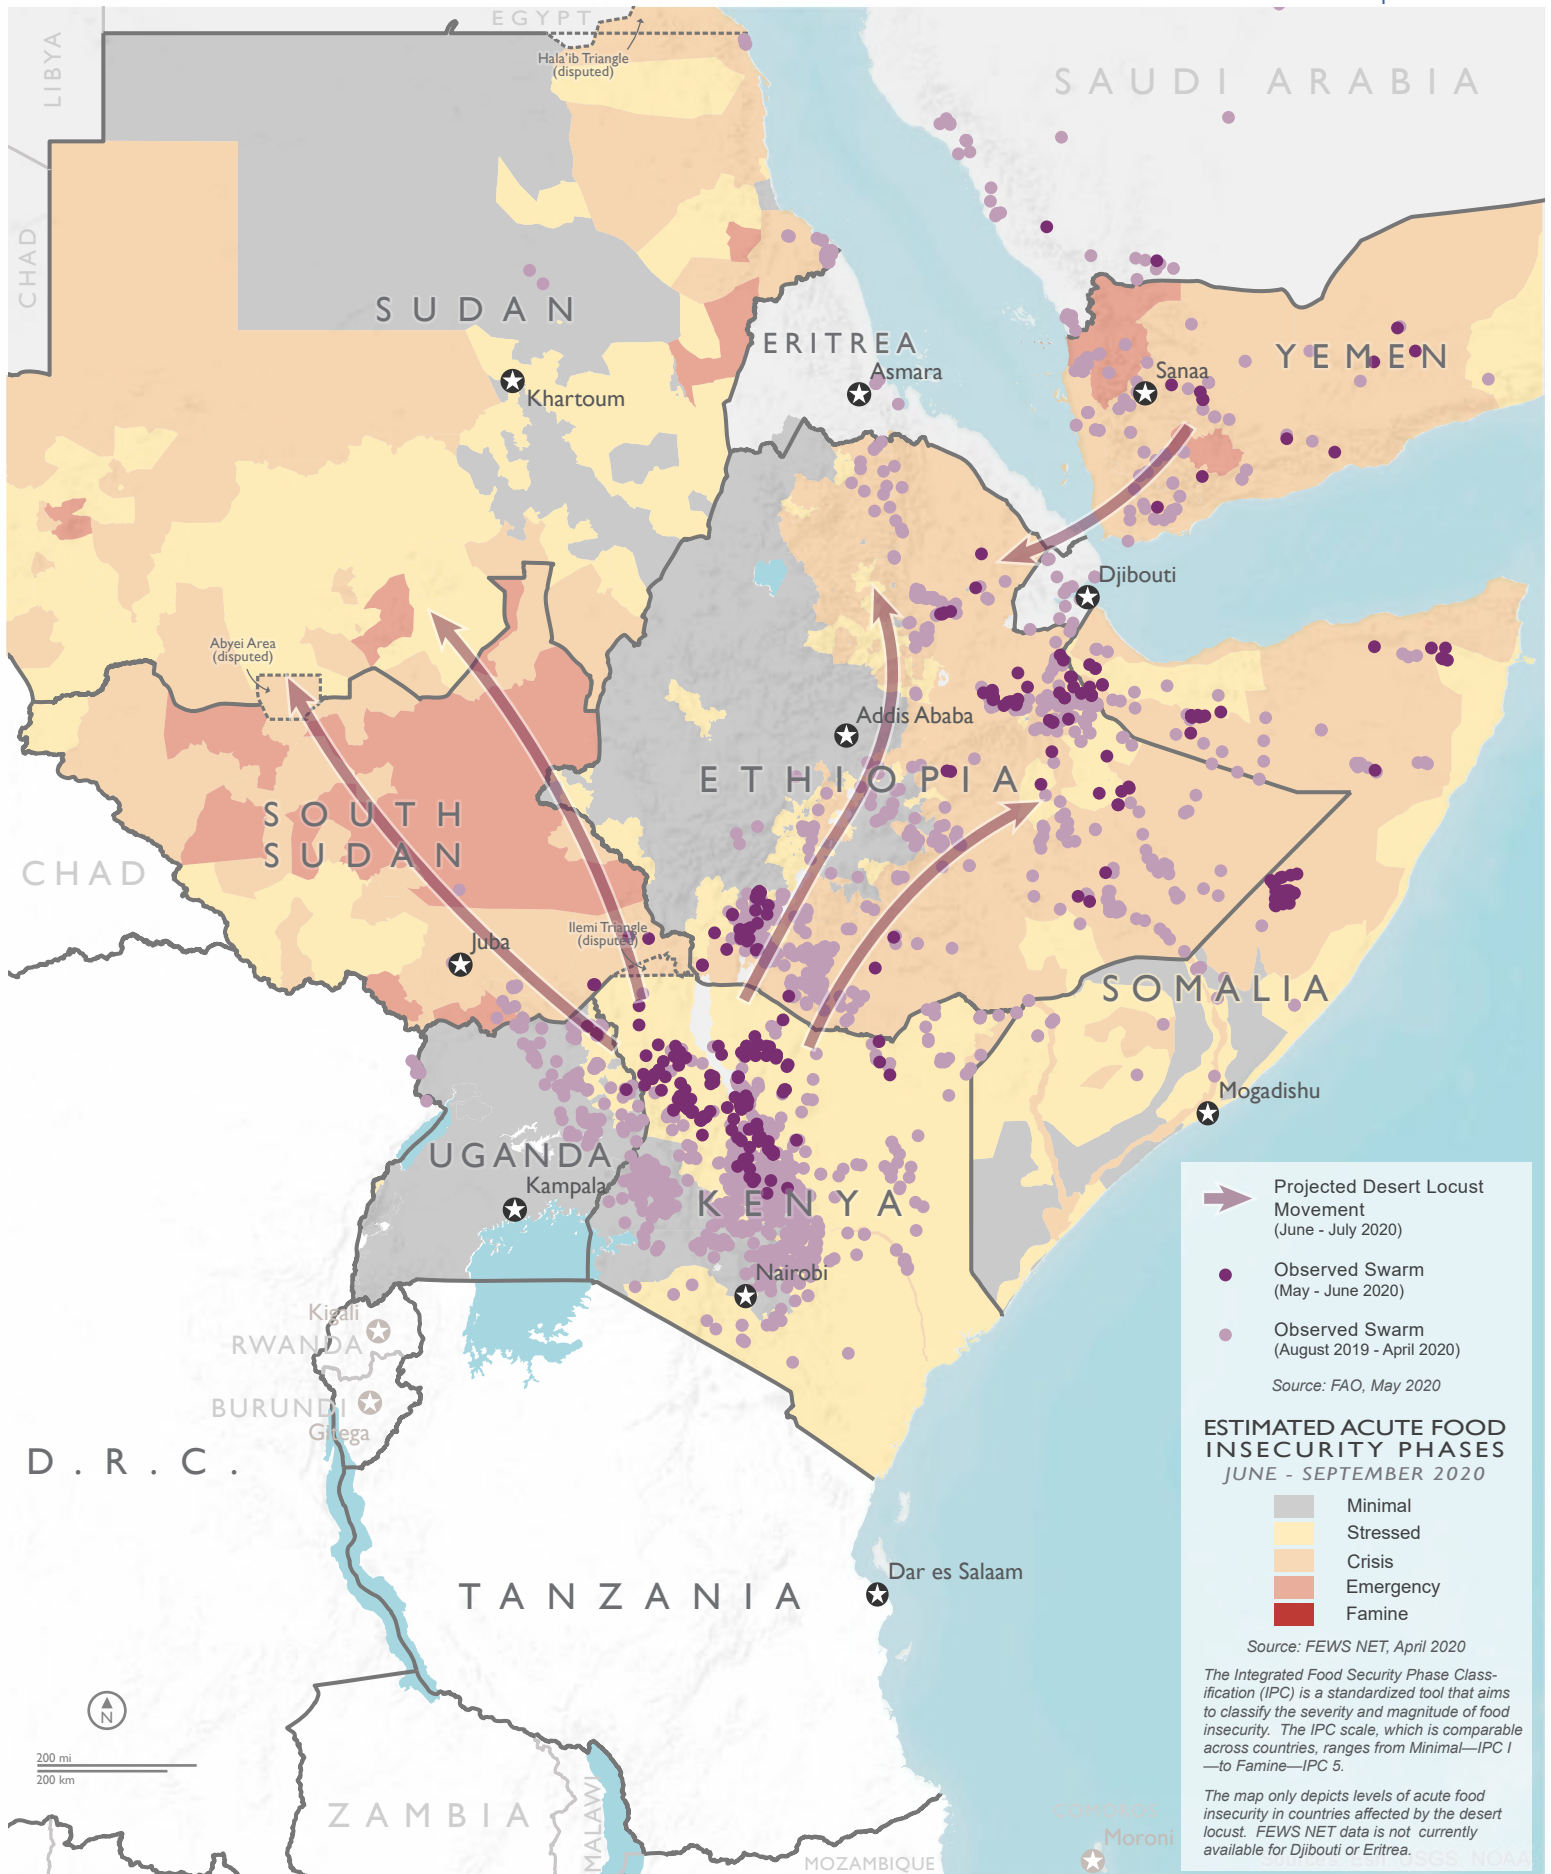 EGYPT
LIBYA
Hala'ib Triangle
(disputed)
SAUDI ARABIA
CHAD
SUDAN
ERITREA
Asmara
YEMEN
Sanaa
Khartoum
Djibouti
Abyei Area
(disputed)
Addis Ababa
ETHIOPIA
SOUTH
SUDAN
CHAD
Ilemi Triangle
(disputed)
Juba
SOMALIA
Mogadishu
UGANDA
Kampala
KENYA
Nairobi
Kigali
RWANDA
BURUNDI
Gitega
D.R.C.
TANZANIA
Dar es Salaam
N
200 mi
200 km
ZAMBIA
MALAWI
MOZAMBIQUE
COMOROS
Moroni
Projected Desert Locust
Movement
(June - July 2020)
Observed Swarm
(May - June 2020)
Observed Swarm
(August 2019 - April 2020)
Source: FAO, May 2020
ESTIMATED ACUTE FOOD
INSECURITY PHASES
JUNE - SEPTEMBER 2020
Minimal
Stressed
Crisis
Emergency
Famine
Source: FEWS NET, April 2020
The Integrated Food Security Phase Class-
ification (IPC) is a standardized tool that aims
to classify the severity and magnitude of food
insecurity. The IPC scale, which is comparable
across countries, ranges from Minimal—IPC I
—to Famine—IPC 5.
The map only depicts levels of acute food
insecurity in countries affected by the desert
locust. FEWS NET data is not currently
available for Djibouti or Eritrea.
Sources: Esri, USGS, NOAA